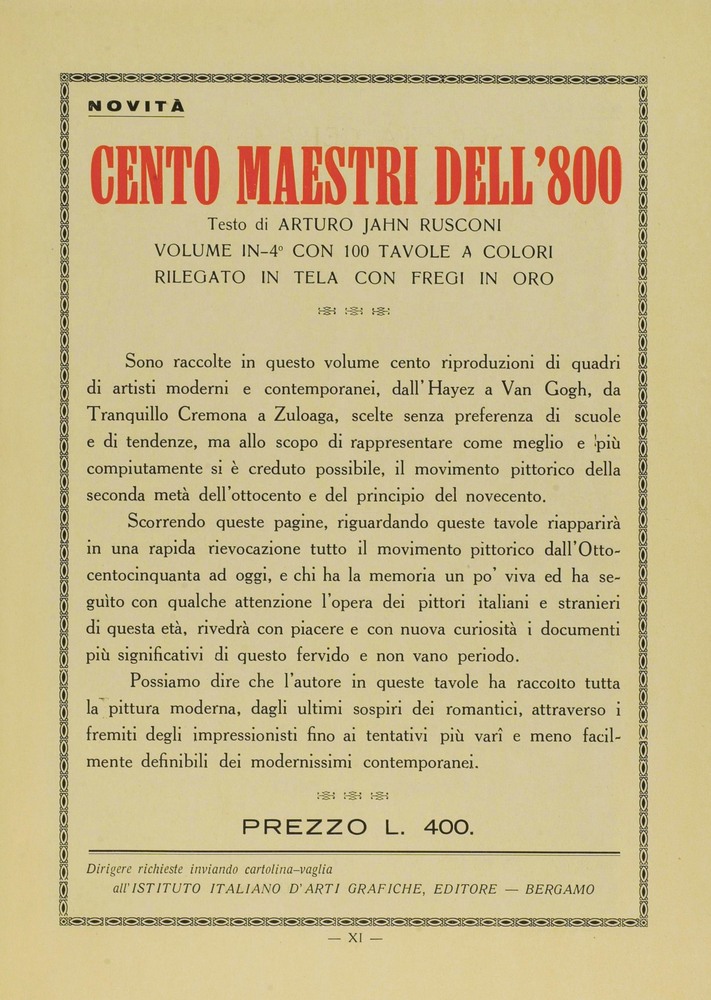 NOVITÀ
CENTO MAESTRI DELL'800
Testo di ARTURO JAHN RUSCONI
VOLUME IN-4º CON 100 TAVOLE A COLORI
RILEGATO IN TELA CON FREGI IN ORO
Sono raccolte in questo volume cento riproduzioni di quadri
di artisti moderni e contemporanei, dall'Hayez a Van Gogh, da
Tranquillo Cremona a Zuloaga, scelte senza preferenza di scuole
e di tendenze, ma allo scopo di rappresentare come meglio e più
compiutamente si è creduto possibile, il movimento pittorico della
seconda metà dell'ottocento e del principio del novecento.
Scorrendo queste pagine, riguardando queste tavole riapparirà
in una rapida rievocazione tutto il movimento pittorico dall'Otto-
centocinquanta ad oggi, e chi ha la memoria un po' viva ed ha se-
guìto con qualche attenzione l'opera dei pittori italiani e stranieri
di questa età, rivedrà con piacere e con nuova curiosità i documenti
più significativi di questo fervido e non vano periodo.
Possiamo dire che l'autore in queste tavole ha raccolto tutta
la pittura moderna, dagli ultimi sospiri dei romantici, attraverso i
fremiti degli impressionisti fino ai tentativi più varî e meno facil-
mente definibili dei modernissimi contemporanei.
PREZZO L. 400.
Dirigere richieste inviando cartolina-vaglia
all'ISTITUTO ITALIANO D'ARTI GRAFICHE, EDITORE — BERGAMO
— XI —